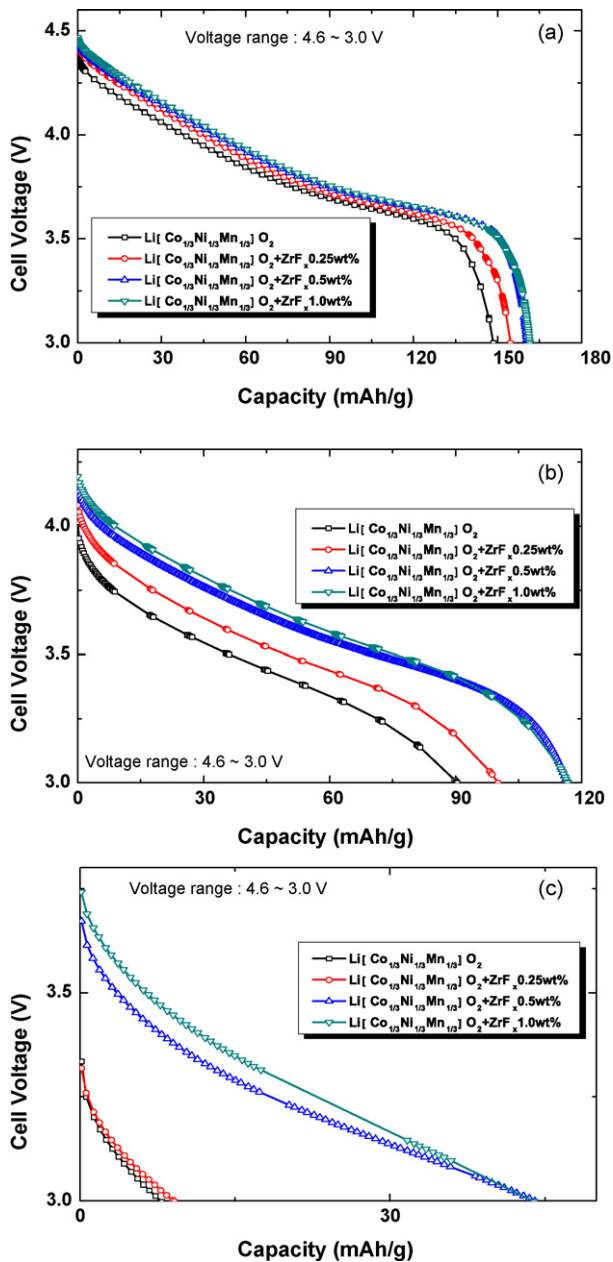 Voltage range : 4.6 ~ 3.0 V
(a)
4.5
4.0
3.5
3.0
Cell Voltage (V)
Li[ Co1/3Ni1/3Mn1/3] O2
Li[ Co1/3Ni1/3Mn1/3] O2+ZrFx0.25wt%
Li[ Co1/3Ni1/3Mn1/3] O2+ZrFx0.5wt%
Li[ Co1/3Ni1/3Mn1/3] O2+ZrFx1.0wt%
0 30 60 90 120 150 180
Capacity (mAh/g)
(b)
4.0
3.5
3.0
Cell Voltage (V)
Li[ Co1/3Ni1/3Mn1/3] O2
Li[ Co1/3Ni1/3Mn1/3] O2+ZrFx0.25wt%
Li[ Co1/3Ni1/3Mn1/3] O2+ZrFx0.5wt%
Li[ Co1/3Ni1/3Mn1/3] O2+ZrFx1.0wt%
Voltage range : 4.6 ~ 3.0 V
0 30 60 90 120
Capacity (mAh/g)
Voltage range : 4.6 ~ 3.0 V
(c)
3.5
3.0
Cell Voltage (V)
Li[ Co1/3Ni1/3Mn1/3] O2
Li[ Co1/3Ni1/3Mn1/3] O2+ZrFx0.25wt%
Li[ Co1/3Ni1/3Mn1/3] O2+ZrFx0.5wt%
Li[ Co1/3Ni1/3Mn1/3] O2+ZrFx1.0wt%
0 30
Capacity (mAh/g)